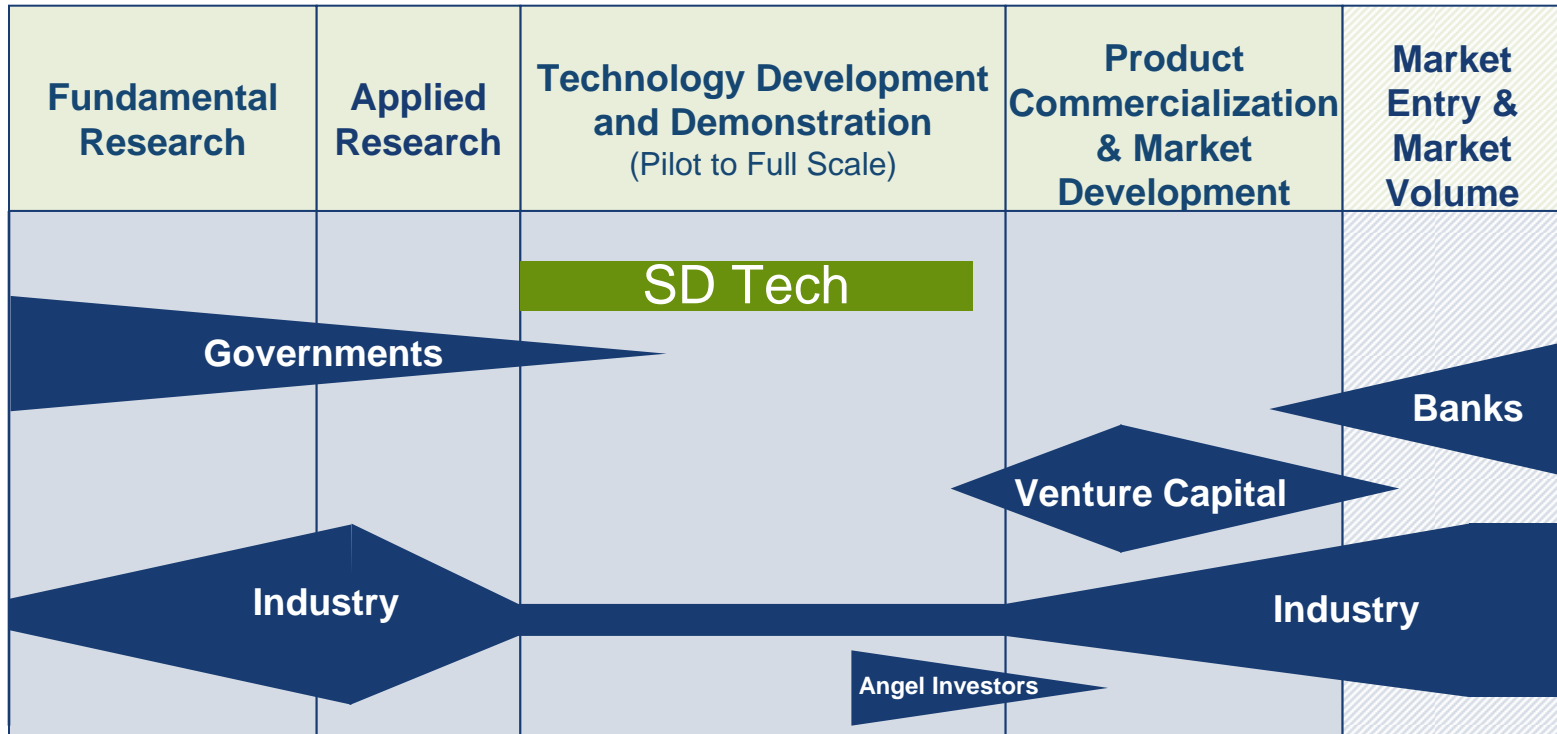 Fundamental
Research
Applied
Research
Technology Development
and Demonstration
(Pilot to Full Scale)
Product
Commercialization
& Market
Development
Market
Entry &
Market
Volume
SD Tech
Governments
Banks
Venture Capital
Industry
Industry
Angel Investors